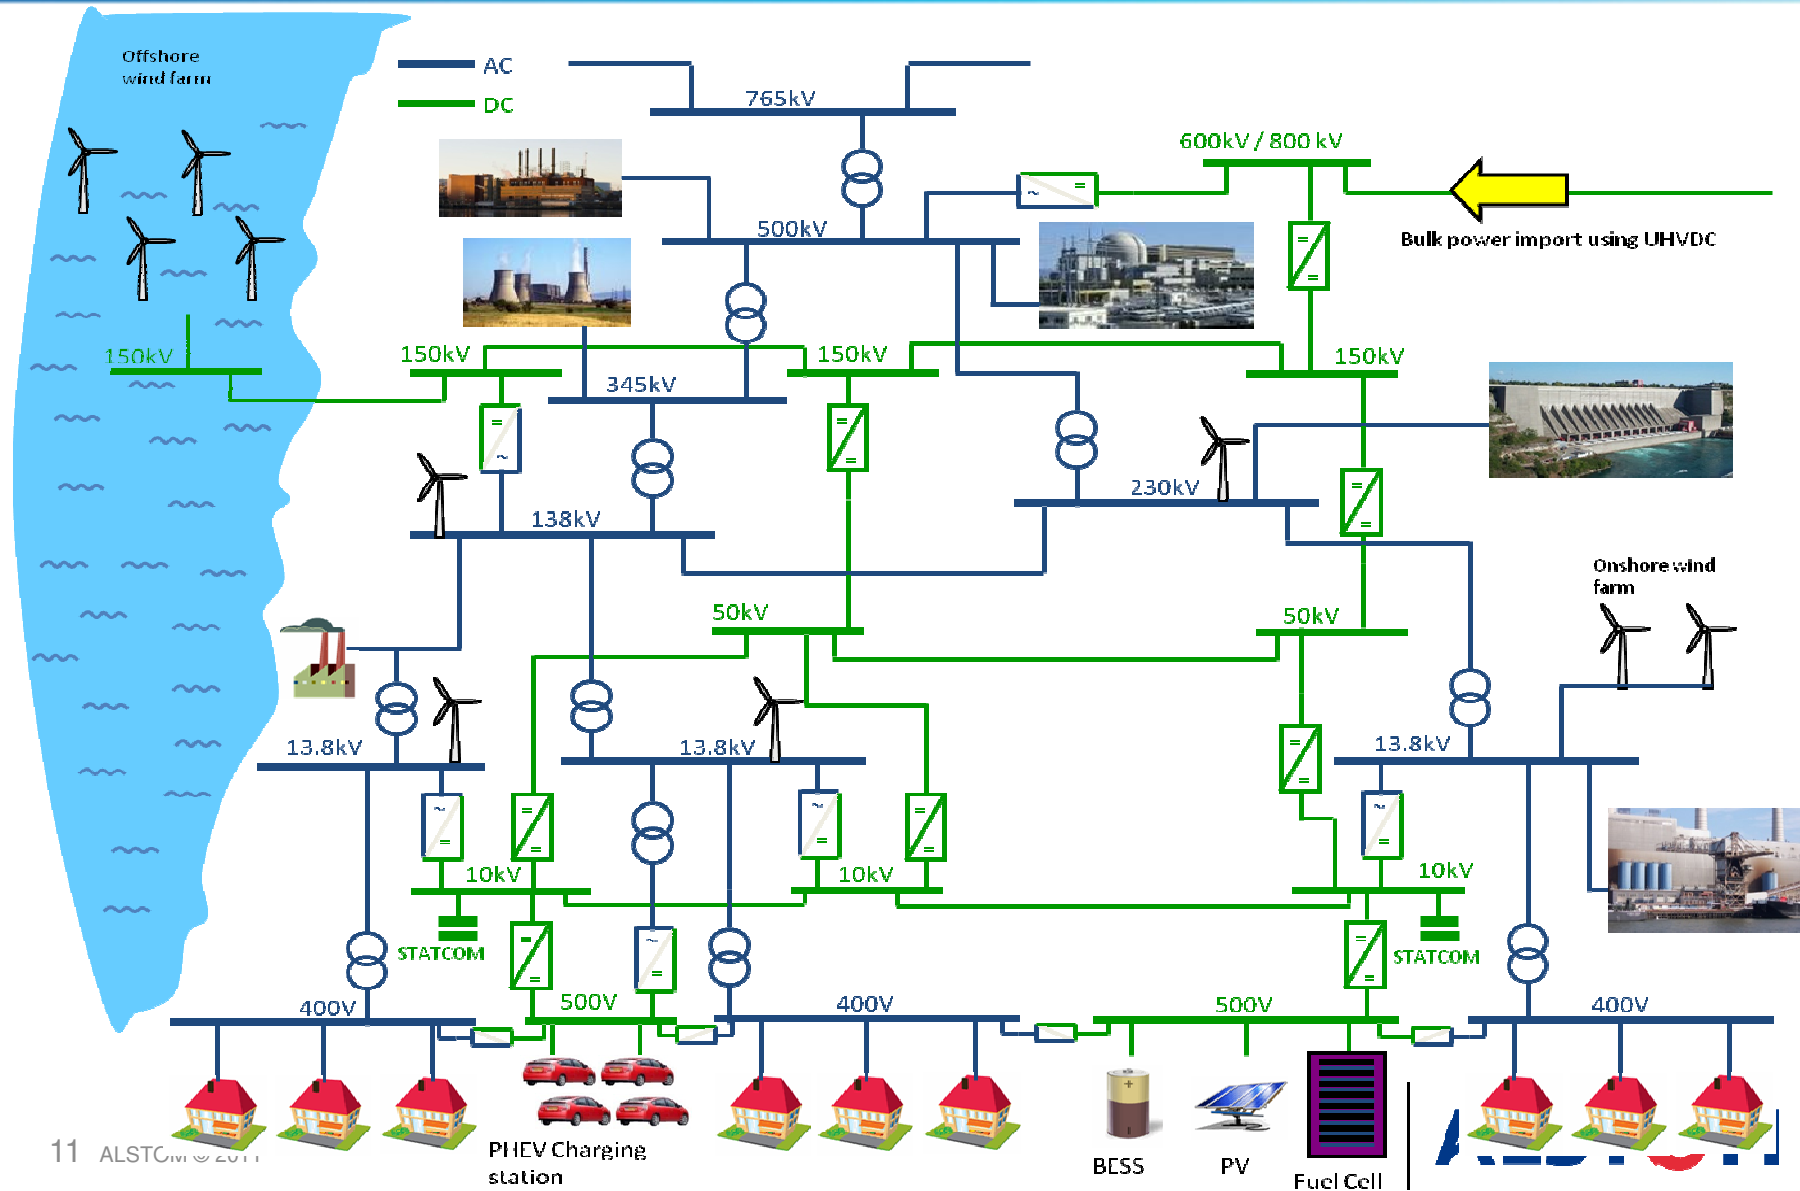 Offshore
wind farm
AC
DC
765kV
600kV / 800 kV
500kV
Bulk power import using UHVDC
150kV
150kV
150kV
150kV
345kV
230kV
138kV
Onshore wind
farm
50kV
50kV
13.8kV
13.8kV
13.8kV
10kV
10kV
10kV
STATCOM
STATCOM
400V
500V
400V
500V
400V
PHEV Charging
station
BESS
PV
Fuel Cell
11 ALSTOM © 2011